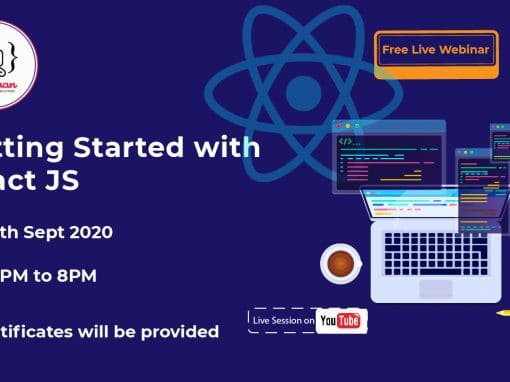 Free Live Webinar
tting Started with
act JS
th Sept 2020
PM to 8PM
tificates will be provided
Live Session on YouTube